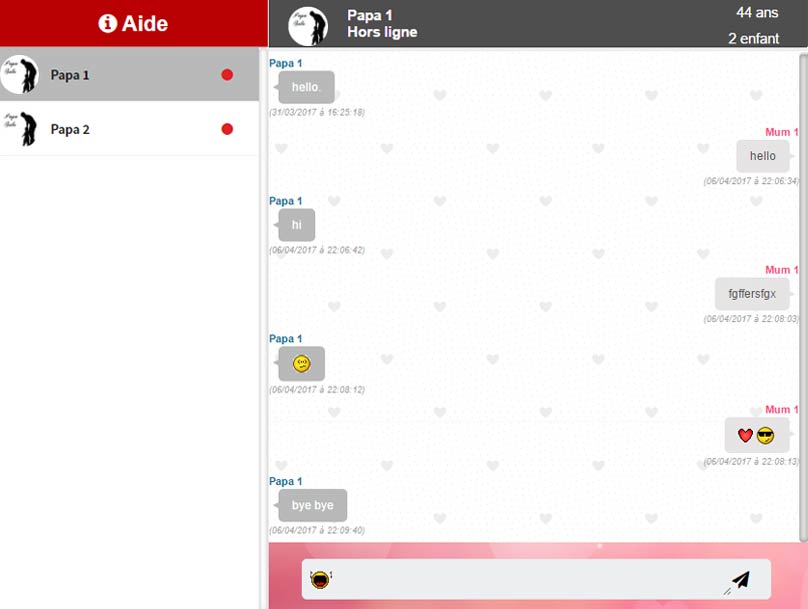 Aide
Papa 1
Papa 2
Papa 1
Hors ligne
44 ans
2 enfant
Papa 1
hello.
(31/03/2017 à 16:25:18)
Mum 1
hello
(06/04/2017 à 22:06:34)
Papa 1
hi
(06/04/2017 à 22:06:42)
Mum 1
fgffersfgx
(06/04/2017 à 22:08:03)
Papa 1
(06/04/2017 à 22:08:12)
Mum 1
(06/04/2017 à 22:08:13)
Papa 1
bye bye
(06/04/2017 à 22:09:40)